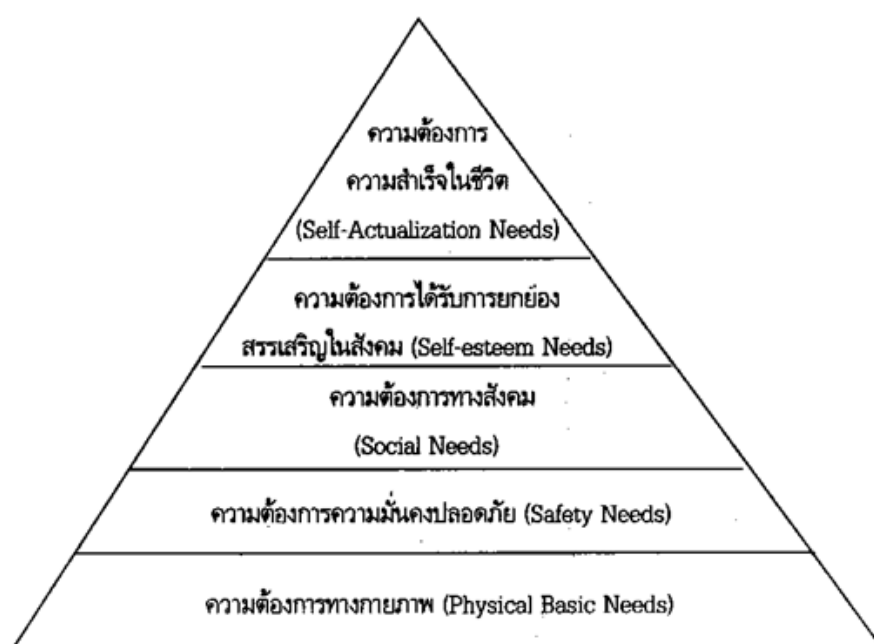 ความต้องการ
ความสำเร็จในชีวิต
(Self-Actualization Needs)
ความต้องการได้รับการยกย่อง
สรรเสริญในสังคม (Self-esteem Needs)
ความต้องการทางสังคม
(Social Needs)
ความต้องการความมั่นคงปลอดภัย (Safety Needs)
ความต้องการทางกายภาพ (Physical Basic Needs)